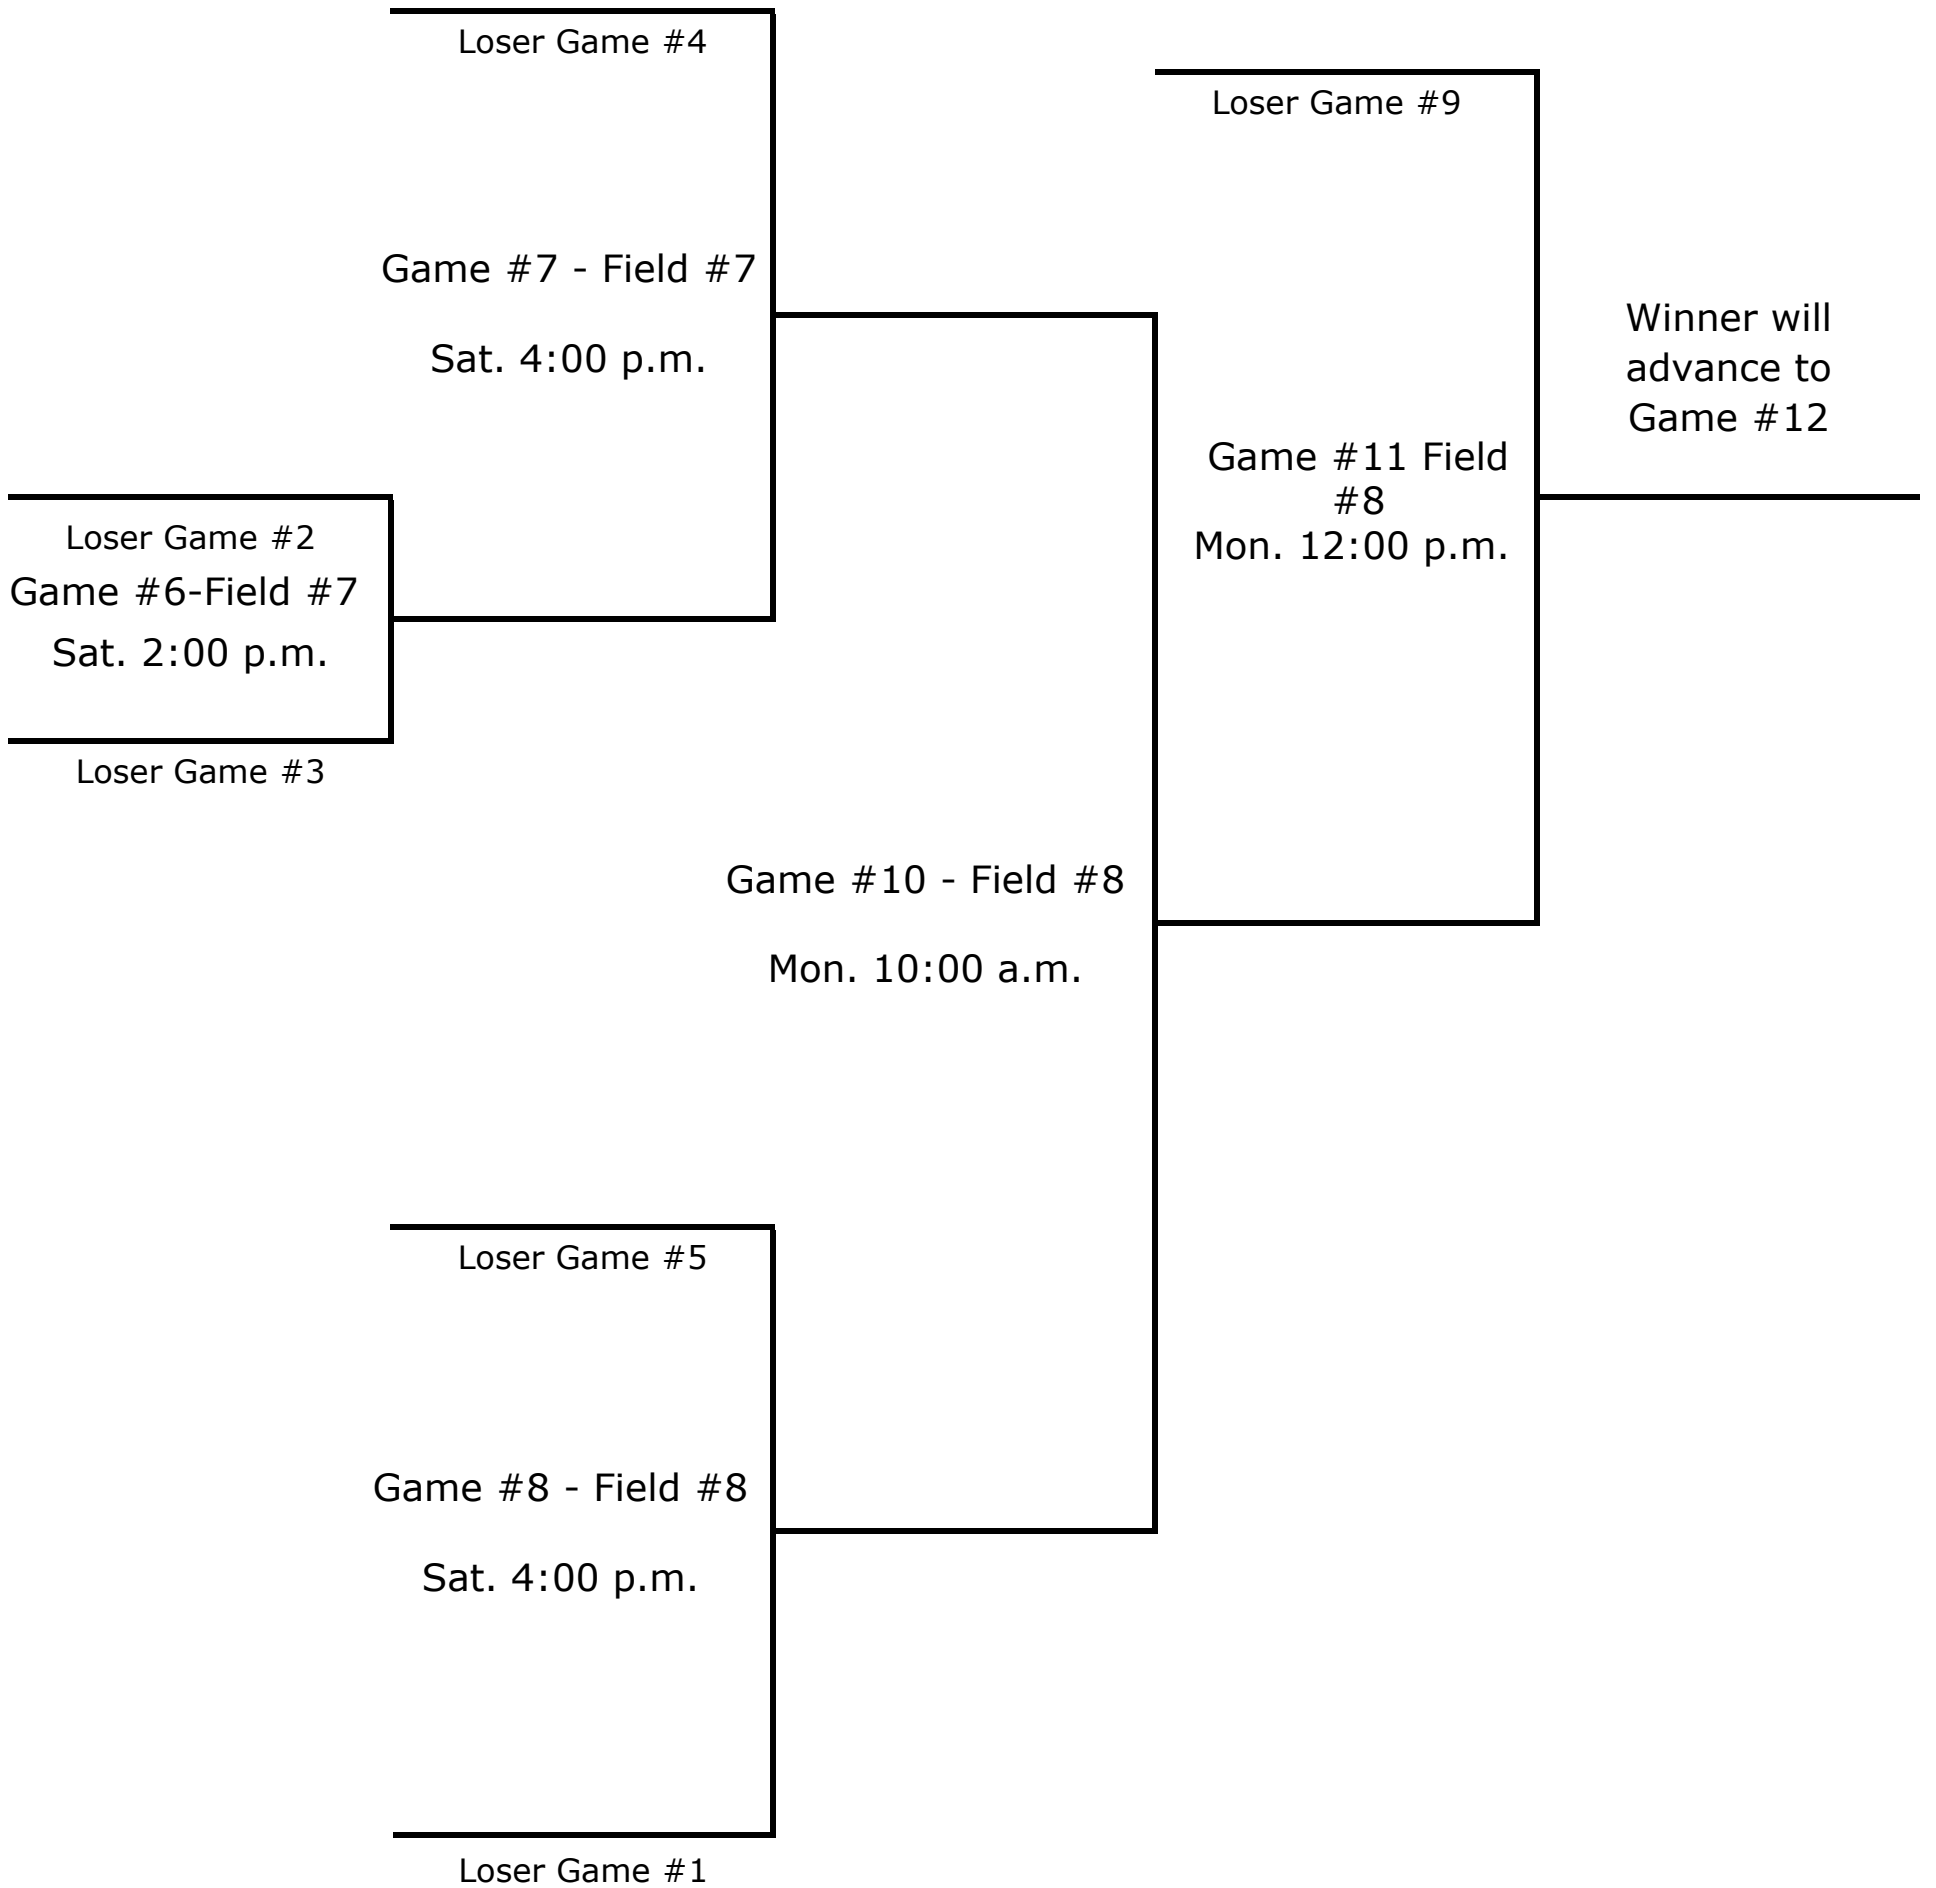 Loser Game #4
Loser Game #9
Game #7 - Field #7
Sat. 4:00 p.m.
Winner will
advance to
Game #12
Game #11 Field
#8
Mon. 12:00 p.m.
Loser Game #2
Game #6-Field #7
Sat. 2:00 p.m.
Loser Game #3
Game #10 - Field #8
Mon. 10:00 a.m.
Loser Game #5
Game #8 - Field #8
Sat. 4:00 p.m.
Loser Game #1